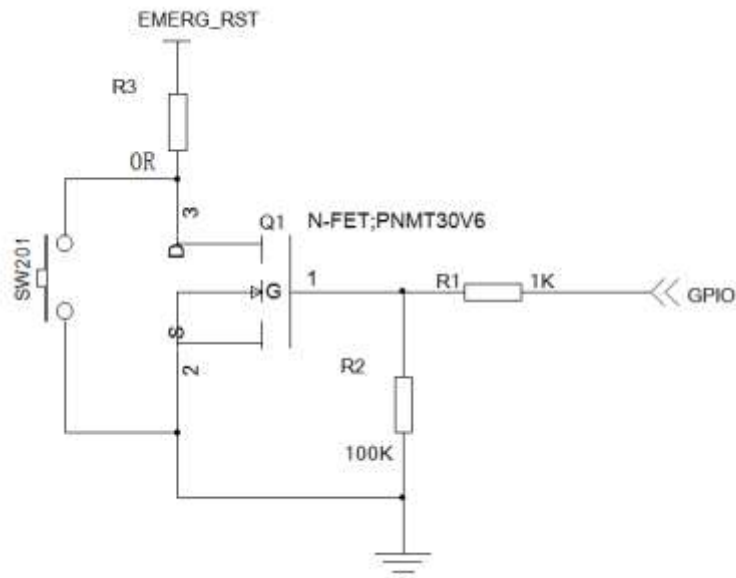 EMERG_RST
R3
0R
3
Q1
N-FET;PNMT30V6
D
SW201
G
1
R1
1K
GPIO
S
2
R2
100K